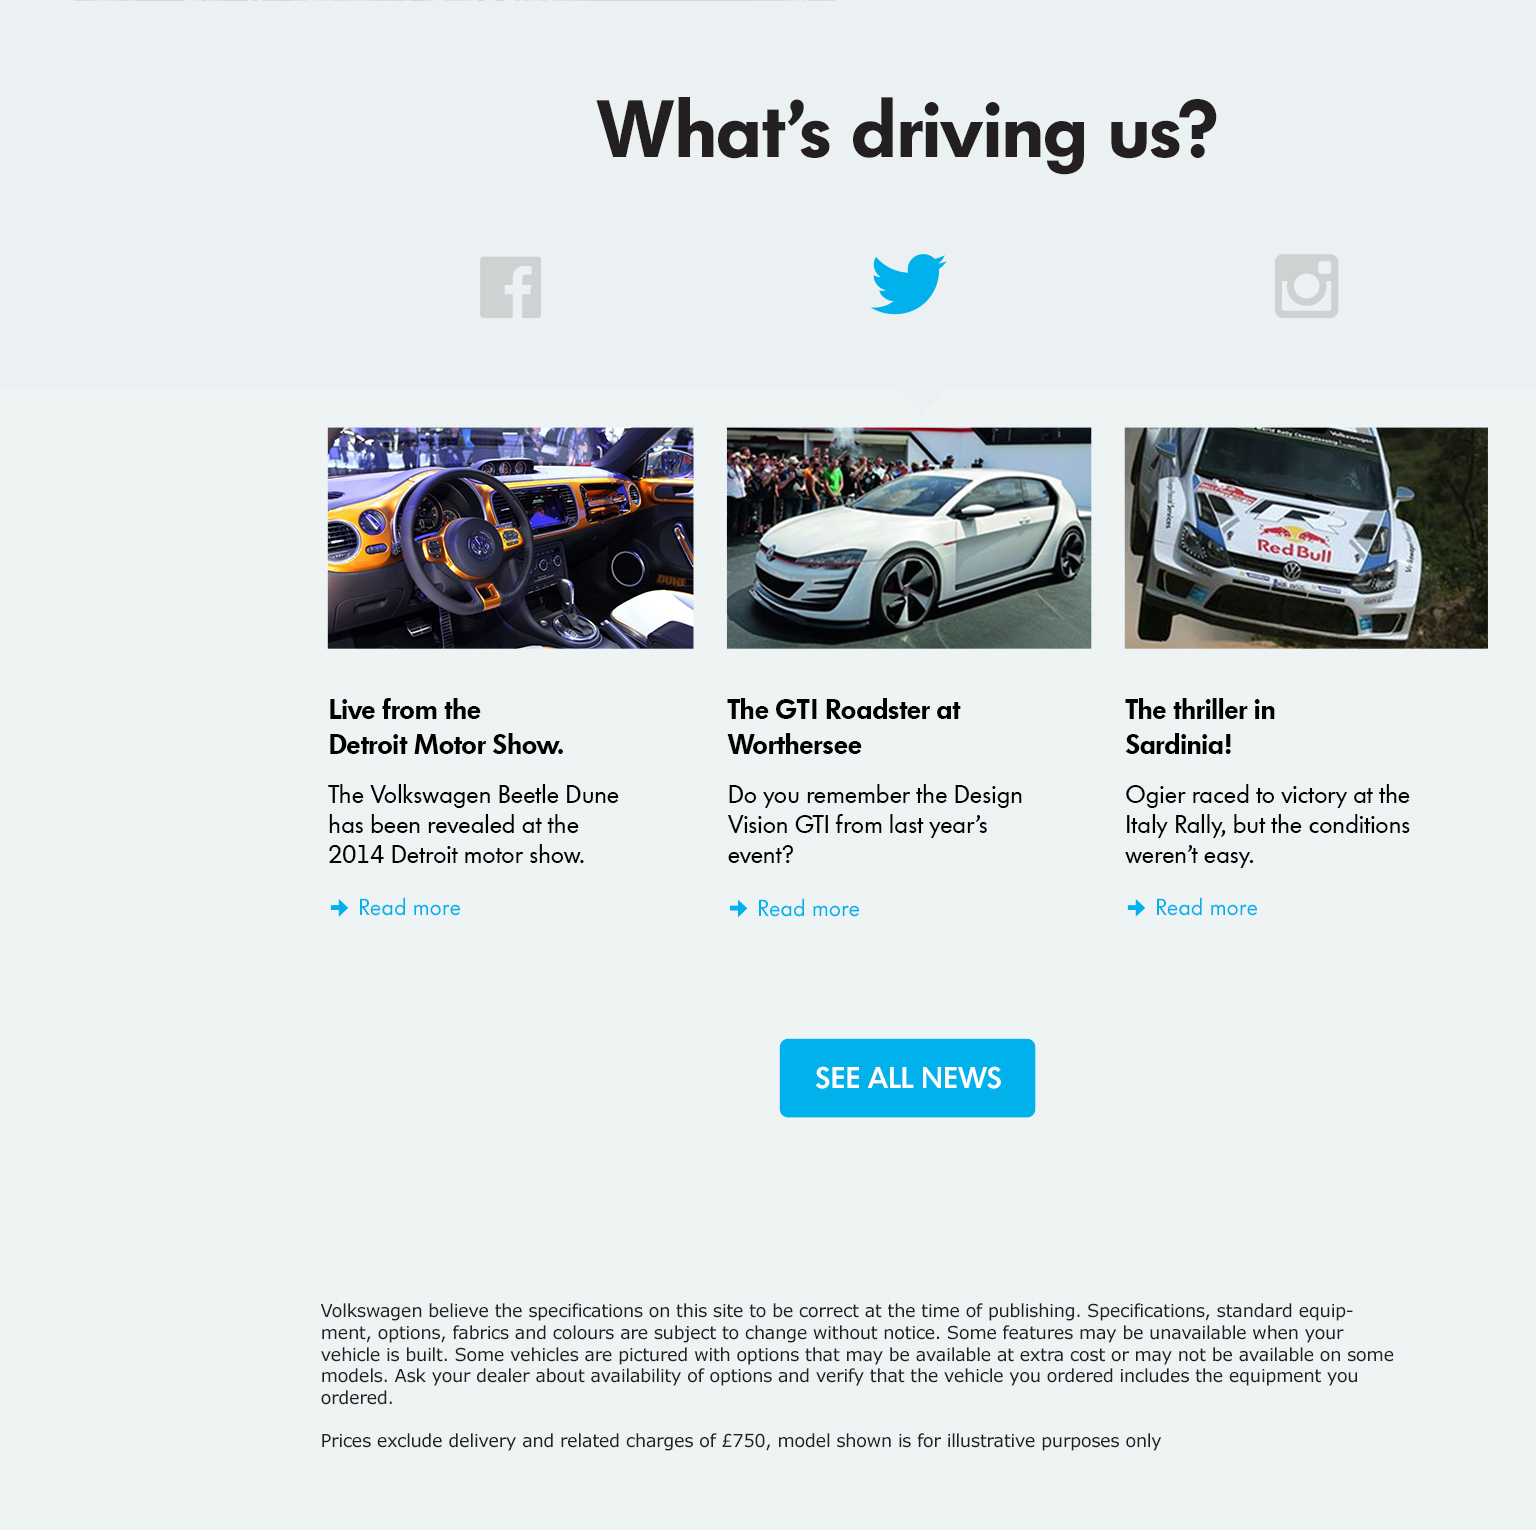 What's driving us?
DUNE
Red Bull
Live from the
Detroit Motor Show.
The Volkswagen Beetle Dune
has been revealed at the
2014 Detroit motor show.
Read more
The GTI Roadster at
Worthersee
Do you remember the Design
Vision GTI from last year's
event?
Read more
The thriller in
Sardinia!
Ogier raced to victory at the
Italy Rally, but the conditions
weren't easy.
Read more
SEE ALL NEWS
Volkswagen believe the specifications on this site to be correct at the time of publishing. Specifications, standard equip-
ment, options, fabrics and colours are subject to change without notice. Some features may be unavailable when your
vehicle is built. Some vehicles are pictured with options that may be available at extra cost or may not be available on some
models. Ask your dealer about availability of options and verify that the vehicle you ordered includes the equipment you
ordered.
Prices exclude delivery and related charges of £750, model shown is for illustrative purposes only